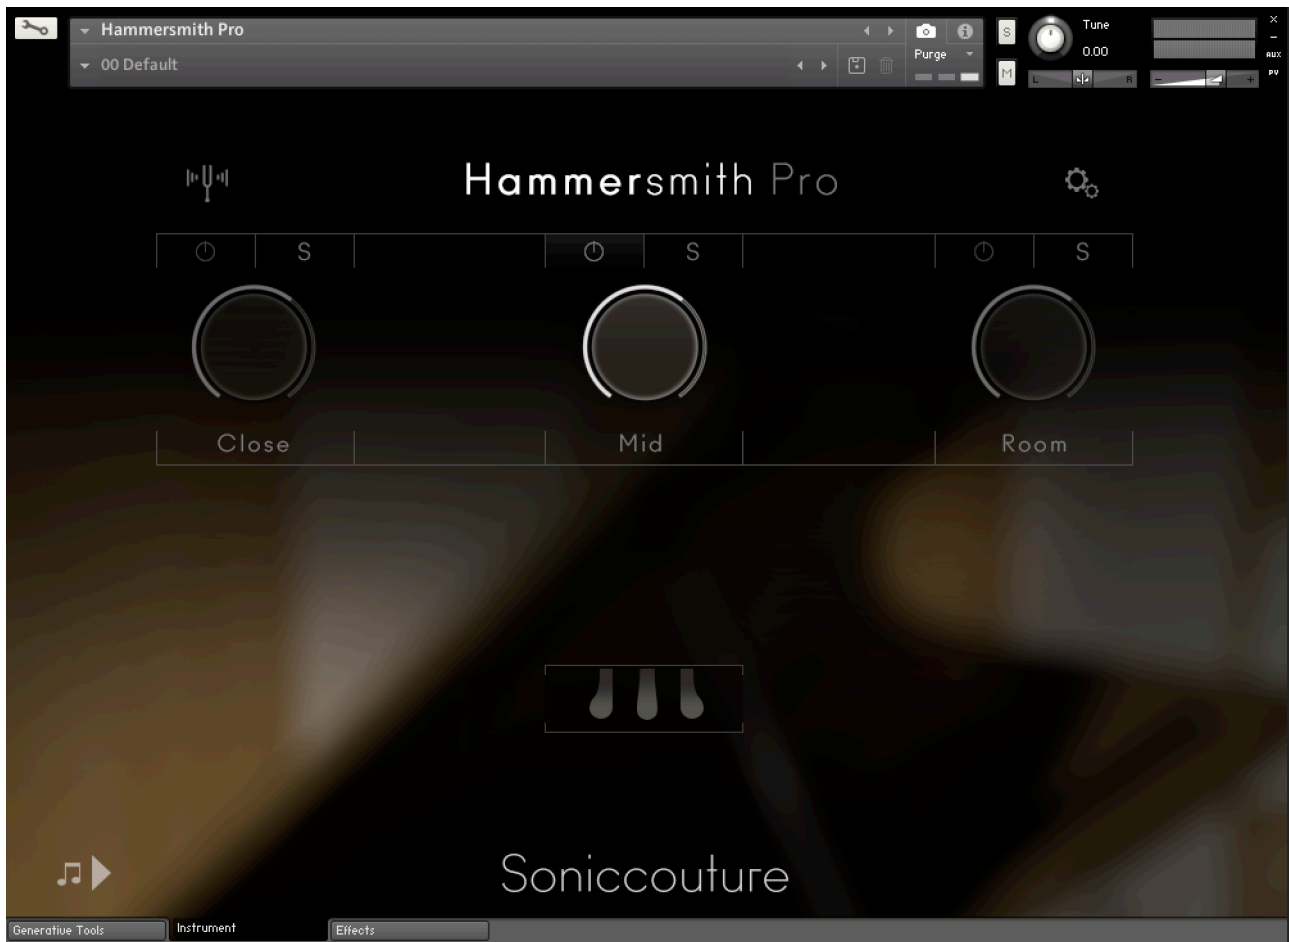 Hammersmith Pro
S
Tune
x
–
00 Default
Purge
0.00
AUX
M
L
R
–
+
PV
Hammersmith Pro
S
S
S
Close
Mid
Room
Soniccouture
Generative Tools
Instrument
Effects